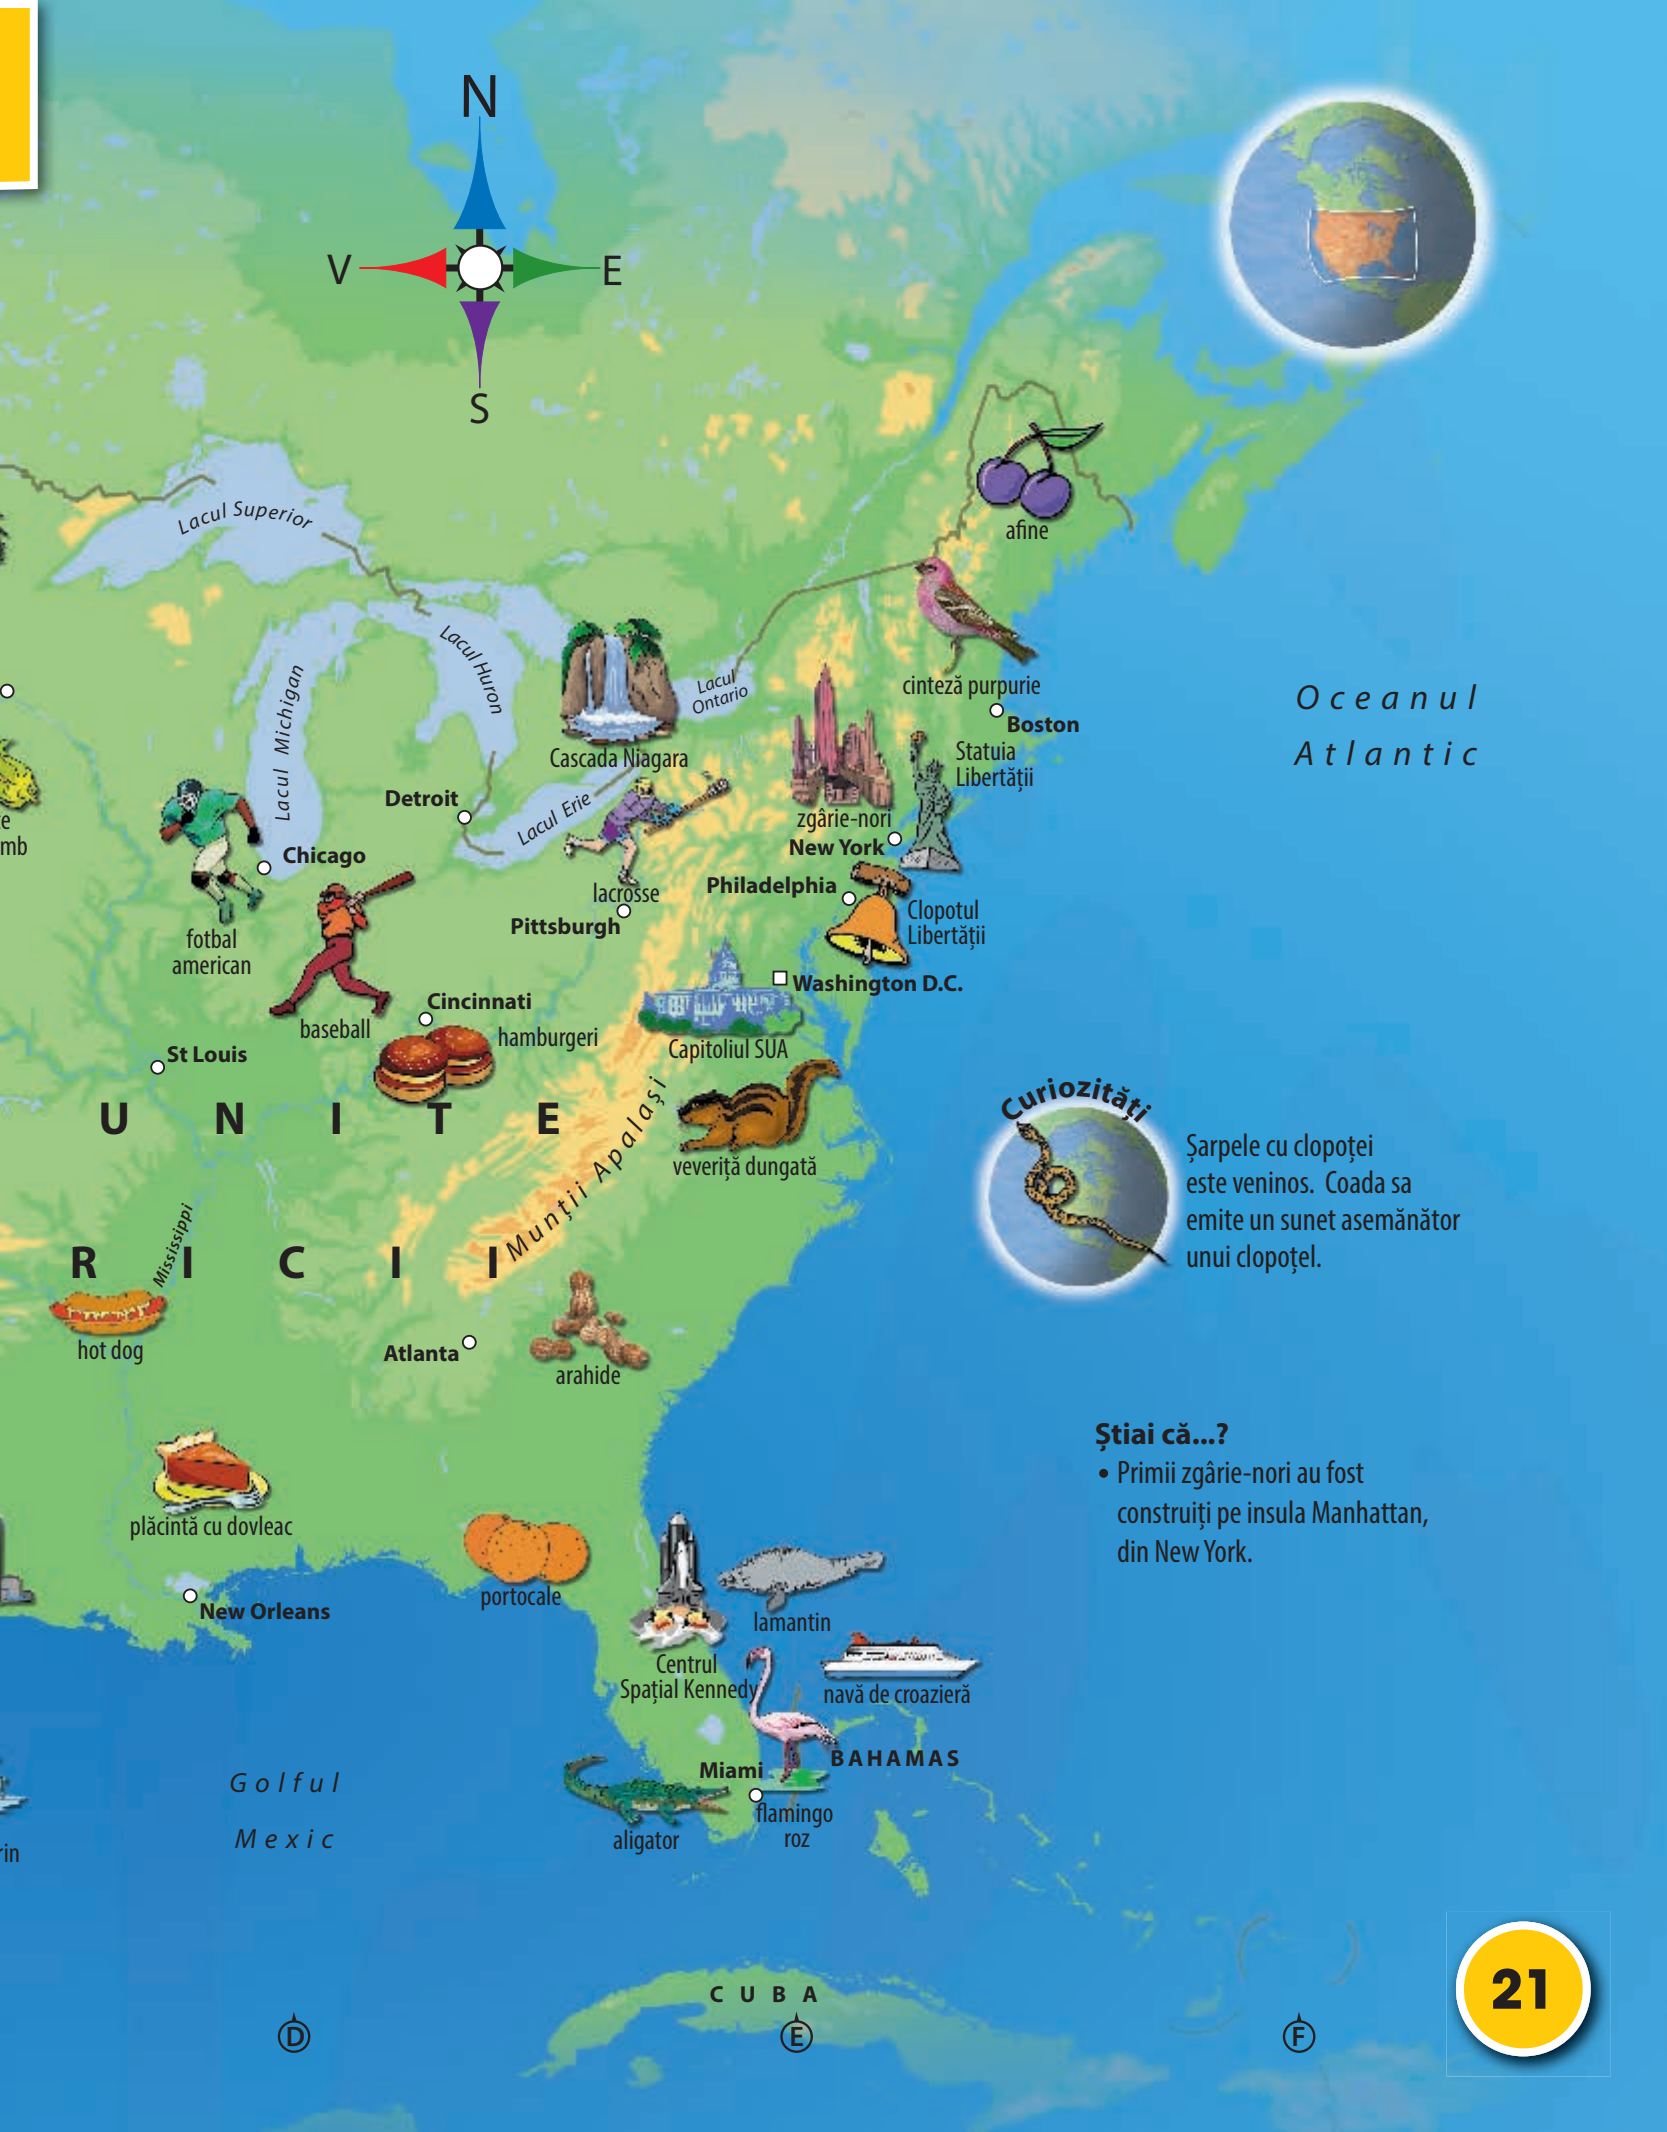 N
V
E
S
Lacul Superior
afine
Lacul Huron
Lacul Michigan
Lacul
Ontario
cinteză purpurie
Boston
Oceanul
Atlantic
Statuia
Libertății
Cascada Niagara
Detroit
Lacul Erie
zgârie-nori
New York
mb
Chicago
lacrosse
Philadelphia
Pittsburgh
Clopotul
Libertății
fotbal
american
Washington D.C.
Cincinnati
baseball
hamburgeri
Capitoliul SUA
St Louis
U N I T E
Munții Apalași
veveriță dungată
Curiozități
Șarpele cu clopoței
este veninos. Coada sa
emite un sunet asemănător
unui clopoțel.
Mississippi
R I C I I
hot dog
Atlanta
arahide
Știai că...?
• Primii zgârie-nori au fost
construiți pe insula Manhattan,
din New York.
plăcintă cu dovleac
portocale
New Orleans
lamantin
Centrul
Spațial Kennedy
navă de croazieră
BAHAMAS
Miami
Golful
Mexic
flamingo
roz
aligator
rin
CUBA
D
E
F
21